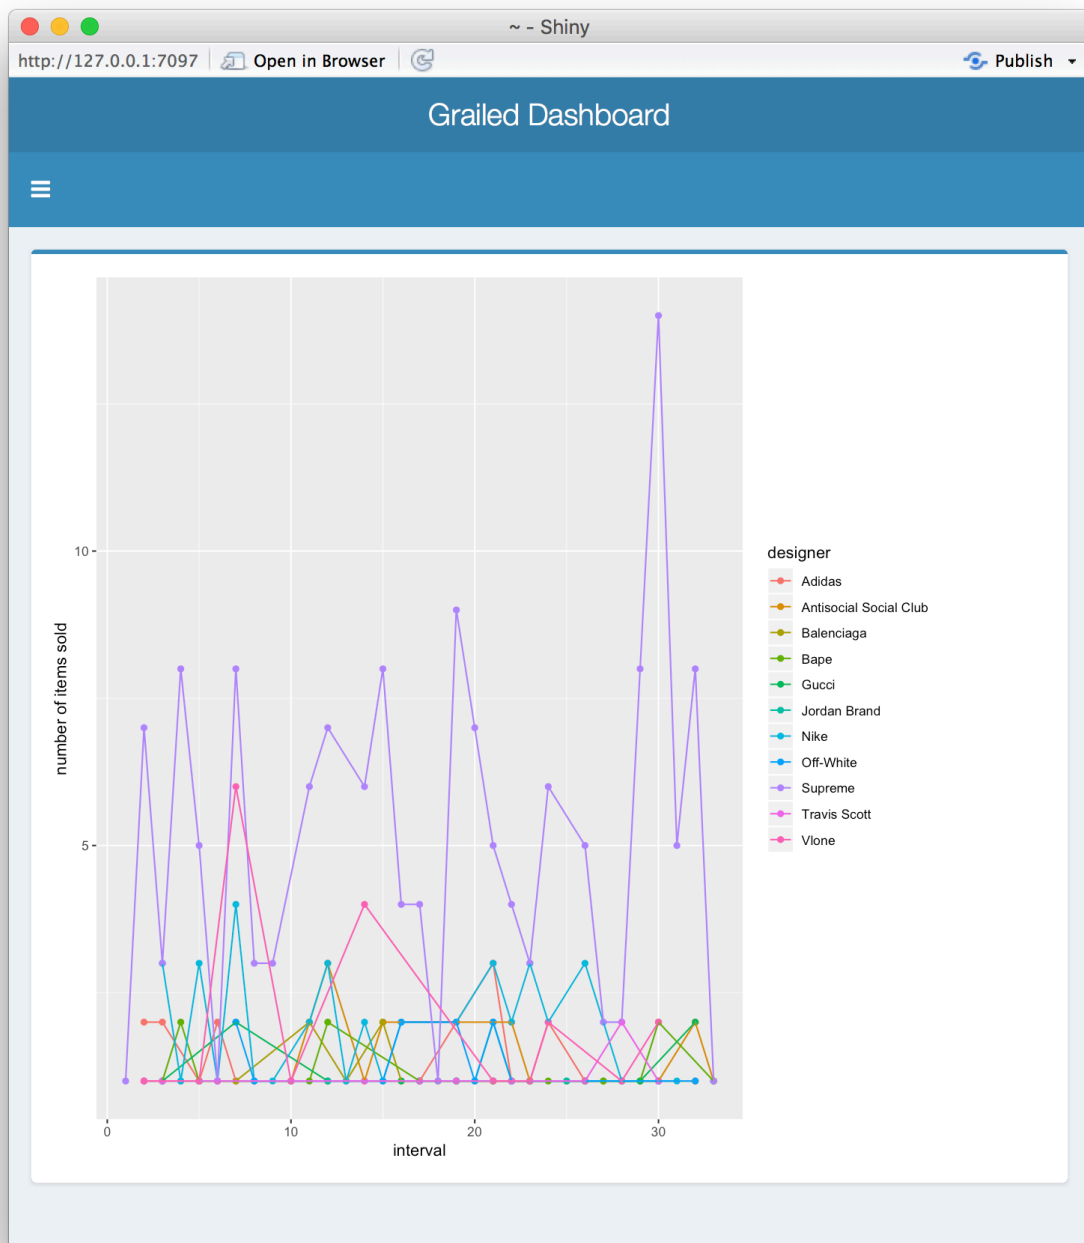 ~ - Shiny
http://127.0.0.1:7097 Open in Browser Publish
Grailed Dashboard
number of items sold
10
5
0 10 20 30
interval
designer
Adidas
Antisocial Social Club
Balenciaga
Bape
Gucci
Jordan Brand
Nike
Off-White
Supreme
Travis Scott
Vlone